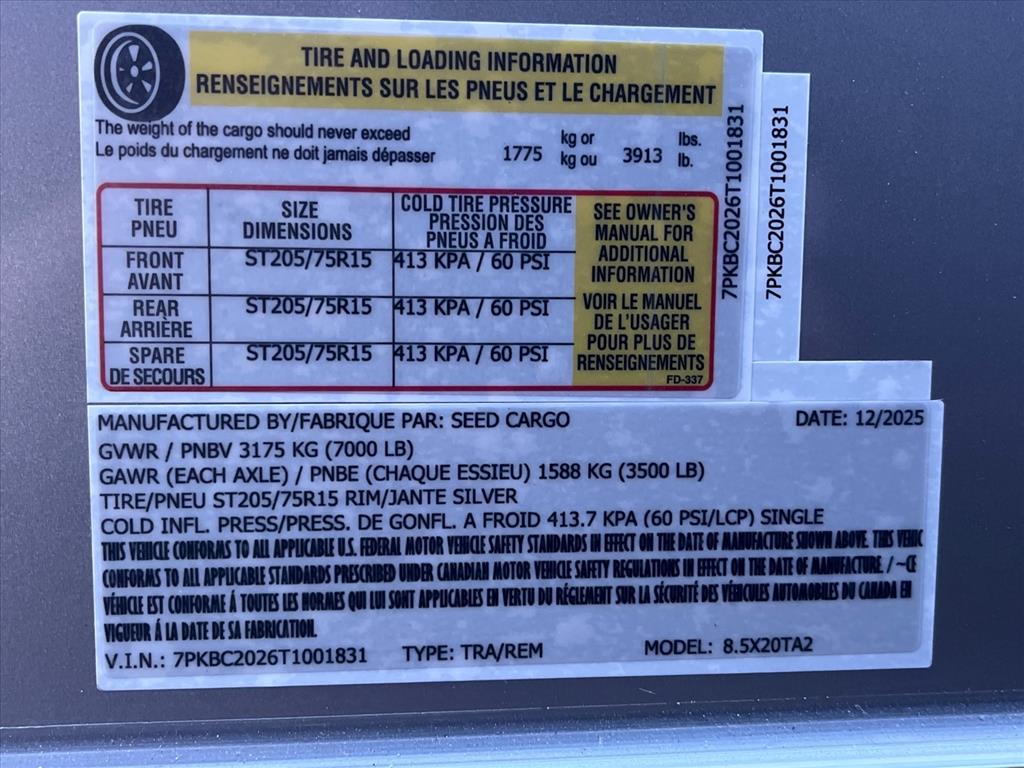 TIRE AND LOADING INFORMATION
RENSEIGNEMENTS SUR LES PNEUS ET LE CHARGEMENT
The weight of the cargo should never exceed 1775 kg or 3913 lbs.
Le poids du chargement ne doit jamais dépasser kg ou lb.
TIRE PNEU
SIZE DIMENSIONS
COLD TIRE PRESSURE
PRESSION DES
PNEUS A FROID
FRONT AVANT ST205/75R15 413 KPA / 60 PSI
REAR ARRIÈRE ST205/75R15 413 KPA / 60 PSI
SPARE DE SECOURS ST205/75R15 413 KPA / 60 PSI
SEE OWNER'S
MANUAL FOR
ADDITIONAL
INFORMATION
VOIR LE MANUEL
DE L'USAGER
POUR PLUS DE
RENSEIGNEMENTS
FD-337
7PKBC2026T1001831
7PKBC2026T1001831
MANUFACTURED BY/FABRIQUE PAR: SEED CARGO DATE: 12/2025
GVWR / PNBV 3175 KG (7000 LB)
GAWR (EACH AXLE) / PNBE (CHAQUE ESSIEU) 1588 KG (3500 LB)
TIRE/PNEU ST205/75R15 RIM/JANTE SILVER
COLD INFL. PRESS/PRESS. DE GONFL. A FROID 413.7 KPA (60 PSI/LCP) SINGLE
THIS VEHICLE CONFORMS TO ALL APPLICABLE U.S. FEDERAL MOTOR VEHICLE SAFETY STANDARDS IN EFFECT ON THE DATE OF MANUFACTURE SHOWN ABOVE. THIS VEHIC
CONFORMS TO ALL APPLICABLE STANDARDS PRESCRIBED UNDER CANADIAN MOTOR VEHICLE SAFETY REGULATIONS IN EFFECT ON THE DATE OF MANUFACTURE. / ~CE
VÉHICLE EST CONFORME Á TOUTES LES NORMES QUI LUI SONT APPLICABLES EN VERTU DU RÉGLEMENT SUR LA SÉCURITÉ DES VÉHICULES AUTOMOBILES DU CANADA EN
VIGUEUR Á LA DATE DE SA FABRICATION.
V.I.N.: 7PKBC2026T1001831 TYPE: TRA/REM MODEL: 8.5X20TA2